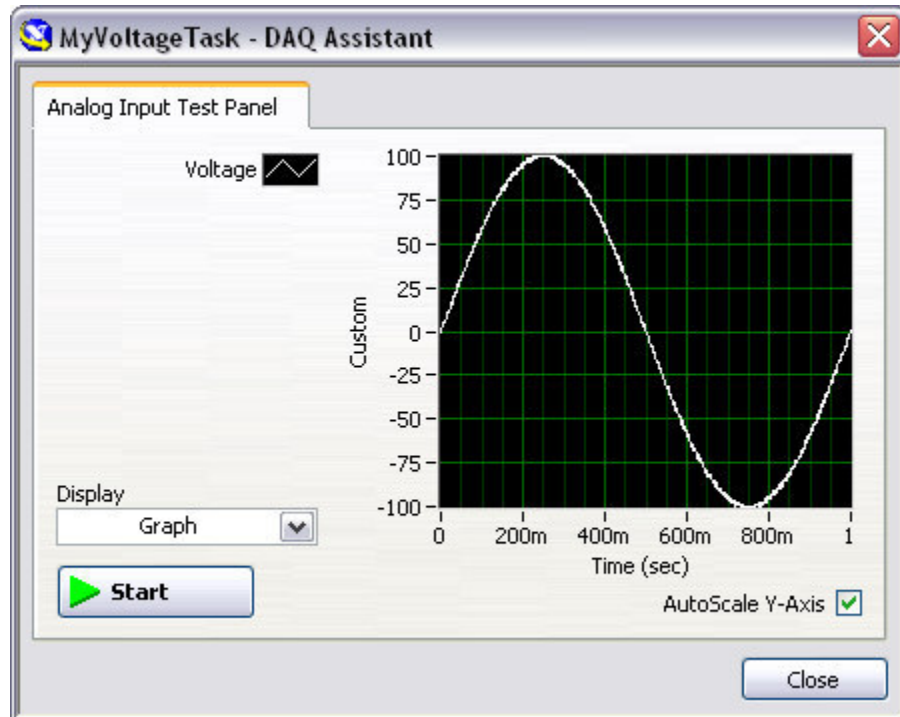 MyVoltageTask - DAQ Assistant
Analog Input Test Panel
Voltage
Custom
100
75
50
25
0
-25
-50
-75
-100
0 200m 400m 600m 800m 1
Time (sec)
Display
Graph
Start
AutoScale Y-Axis
Close